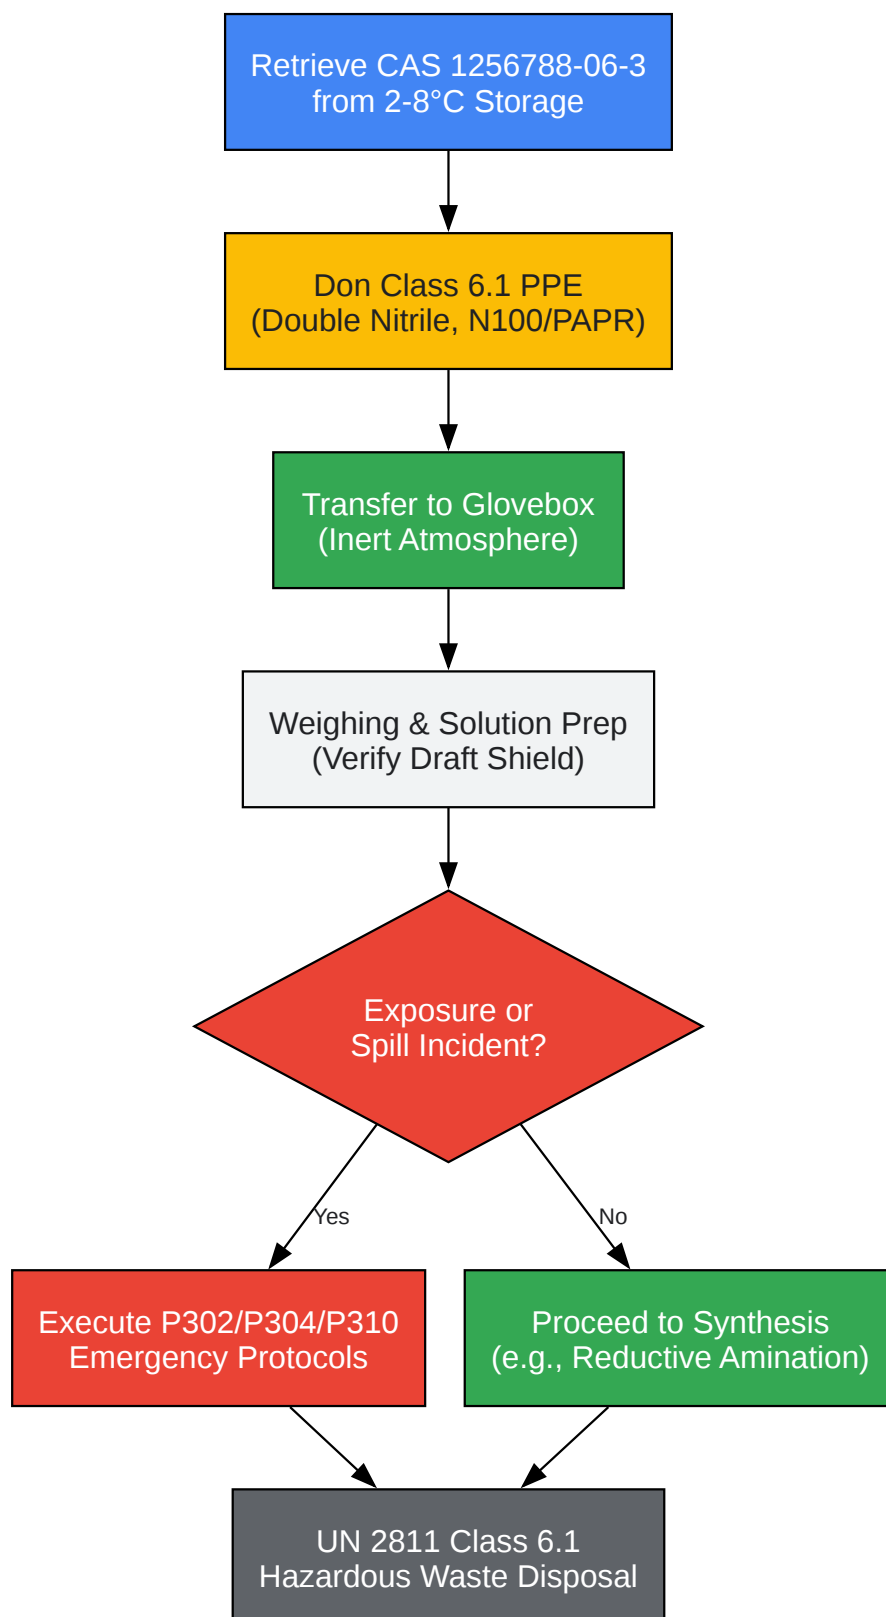 Retrieve CAS 1256788-06-3
from 2-8°C Storage
Don Class 6.1 PPE
(Double Nitrile, N100/PAPR)
Transfer to Glovebox
(Inert Atmosphere)
Weighing & Solution Prep
(Verify Draft Shield)
Exposure or
Spill Incident?
Yes
No
Execute P302/P304/P310
Emergency Protocols
Proceed to Synthesis
(e.g., Reductive Amination)
UN 2811 Class 6.1
Hazardous Waste Disposal